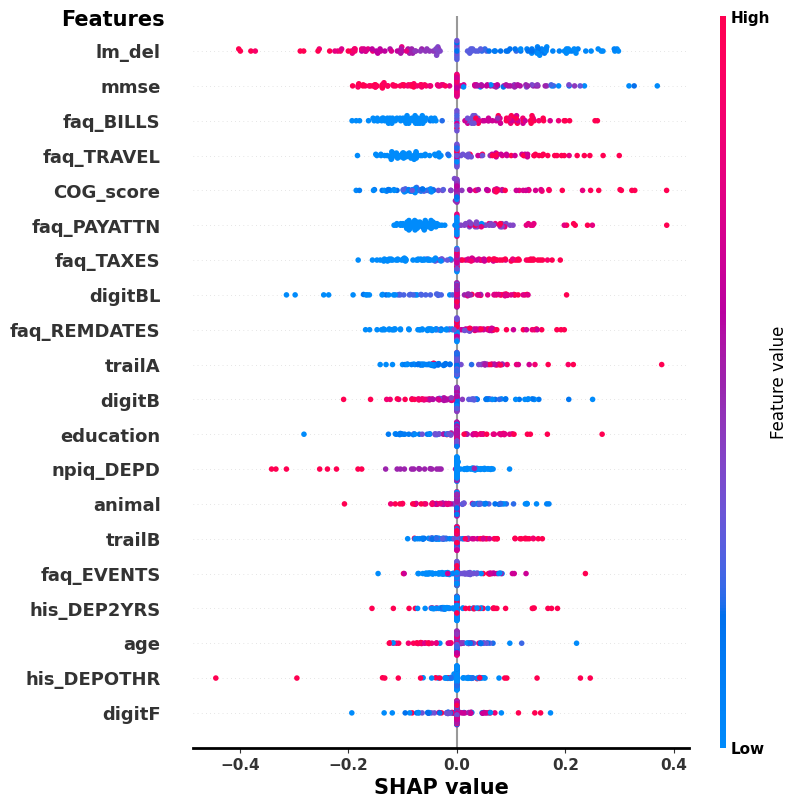 Features
High
lm_del
mmse
faq_BILLS
faq_TRAVEL
COG_score
faq_PAYATTN
faq_TAXES
digitBL
faq_REMDATES
trailA
digitB
education
npiq_DEPD
animal
trailB
faq_EVENTS
his_DEP2YRS
age
his_DEPOTHR
digitF
Feature value
Low
−0.4 −0.2 0.0 0.2 0.4
SHAP value